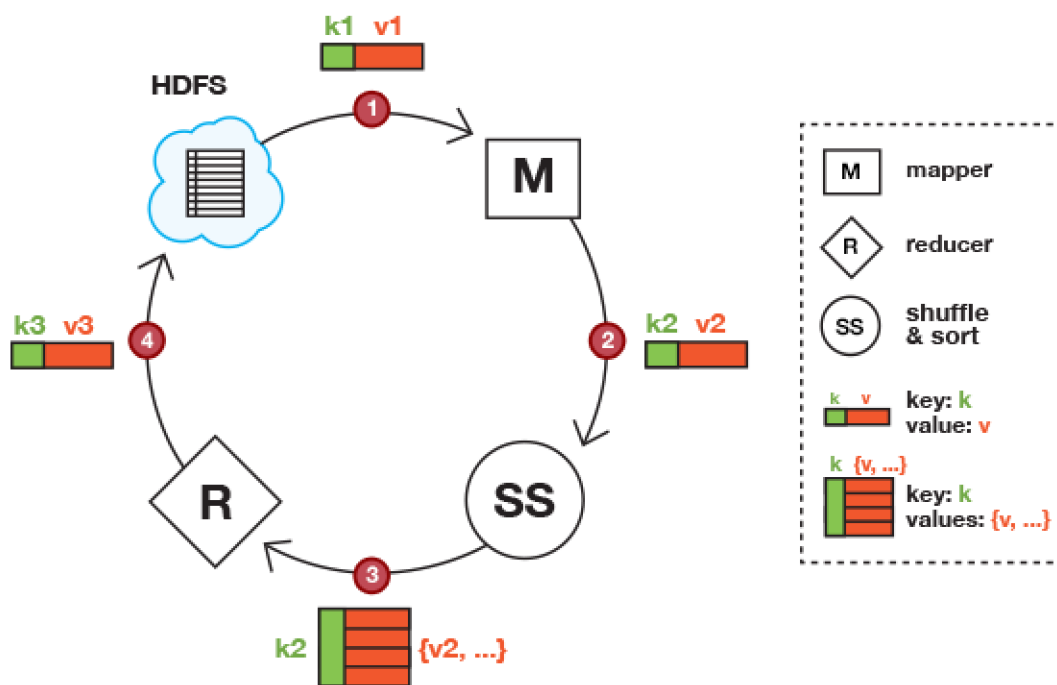 k1 v1
HDFS
1
M
k2 v2
2
SS
3
k2 {v2, ...}
R
k3 v3
4
M mapper
R reducer
SS shuffle
& sort
k v
key: k
value: v
k {v, ...}
key: k
values: {v, ...}